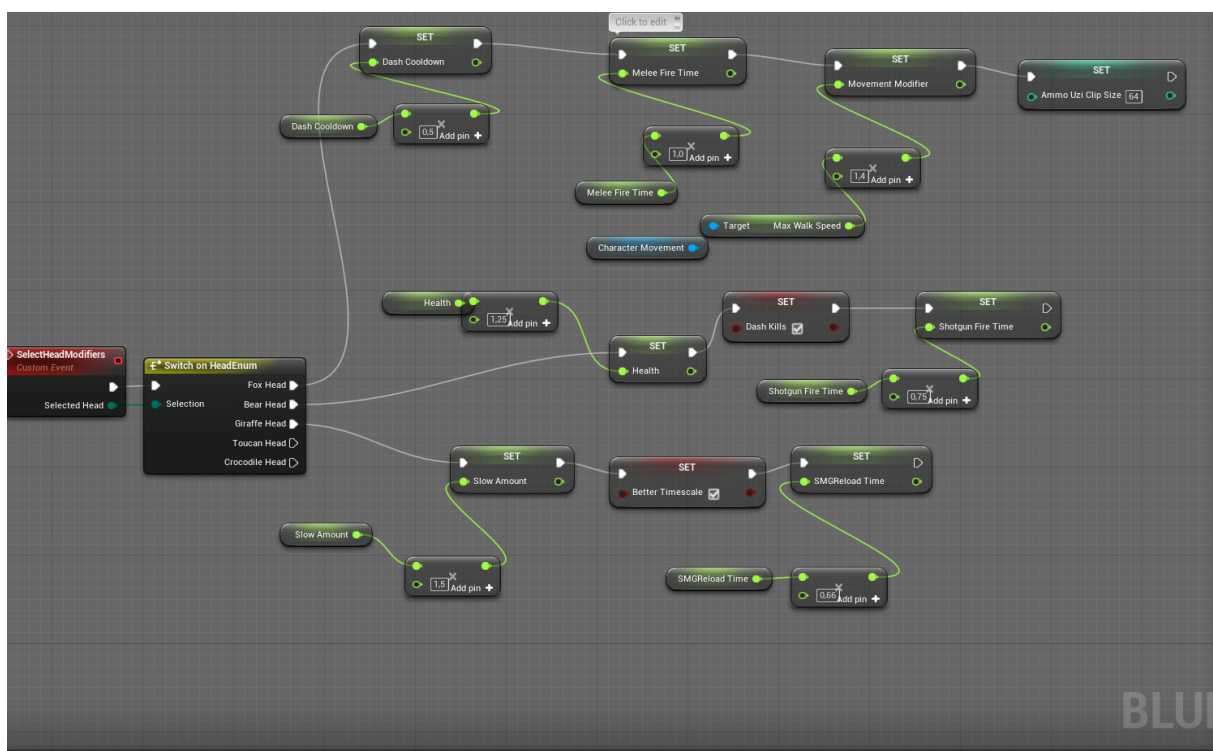 Click to edit
SET
Dash Cooldown
Dash Cooldown
0,5
Add pin
SET
Melee Fire Time
1,0
Add pin
Melee Fire Time
SET
Movement Modifier
1,4
Add pin
Target Max Walk Speed
Character Movement
SET
Ammo Uzi Clip Size 64
SelectHeadModifiers
Custom Event
Selected Head
Switch on HeadEnum
Selection
Fox Head
Bear Head
Giraffe Head
Toucan Head
Crocodile Head
Health
1,25
Add pin
SET
Health
SET
Dash Kills
SET
Shotgun Fire Time
Shotgun Fire Time
0,75
Add pin
SET
Slow Amount
Slow Amount
1,5
Add pin
SET
Better Timescale
SET
SMGReload Time
SMGReload Time
0,66
Add pin